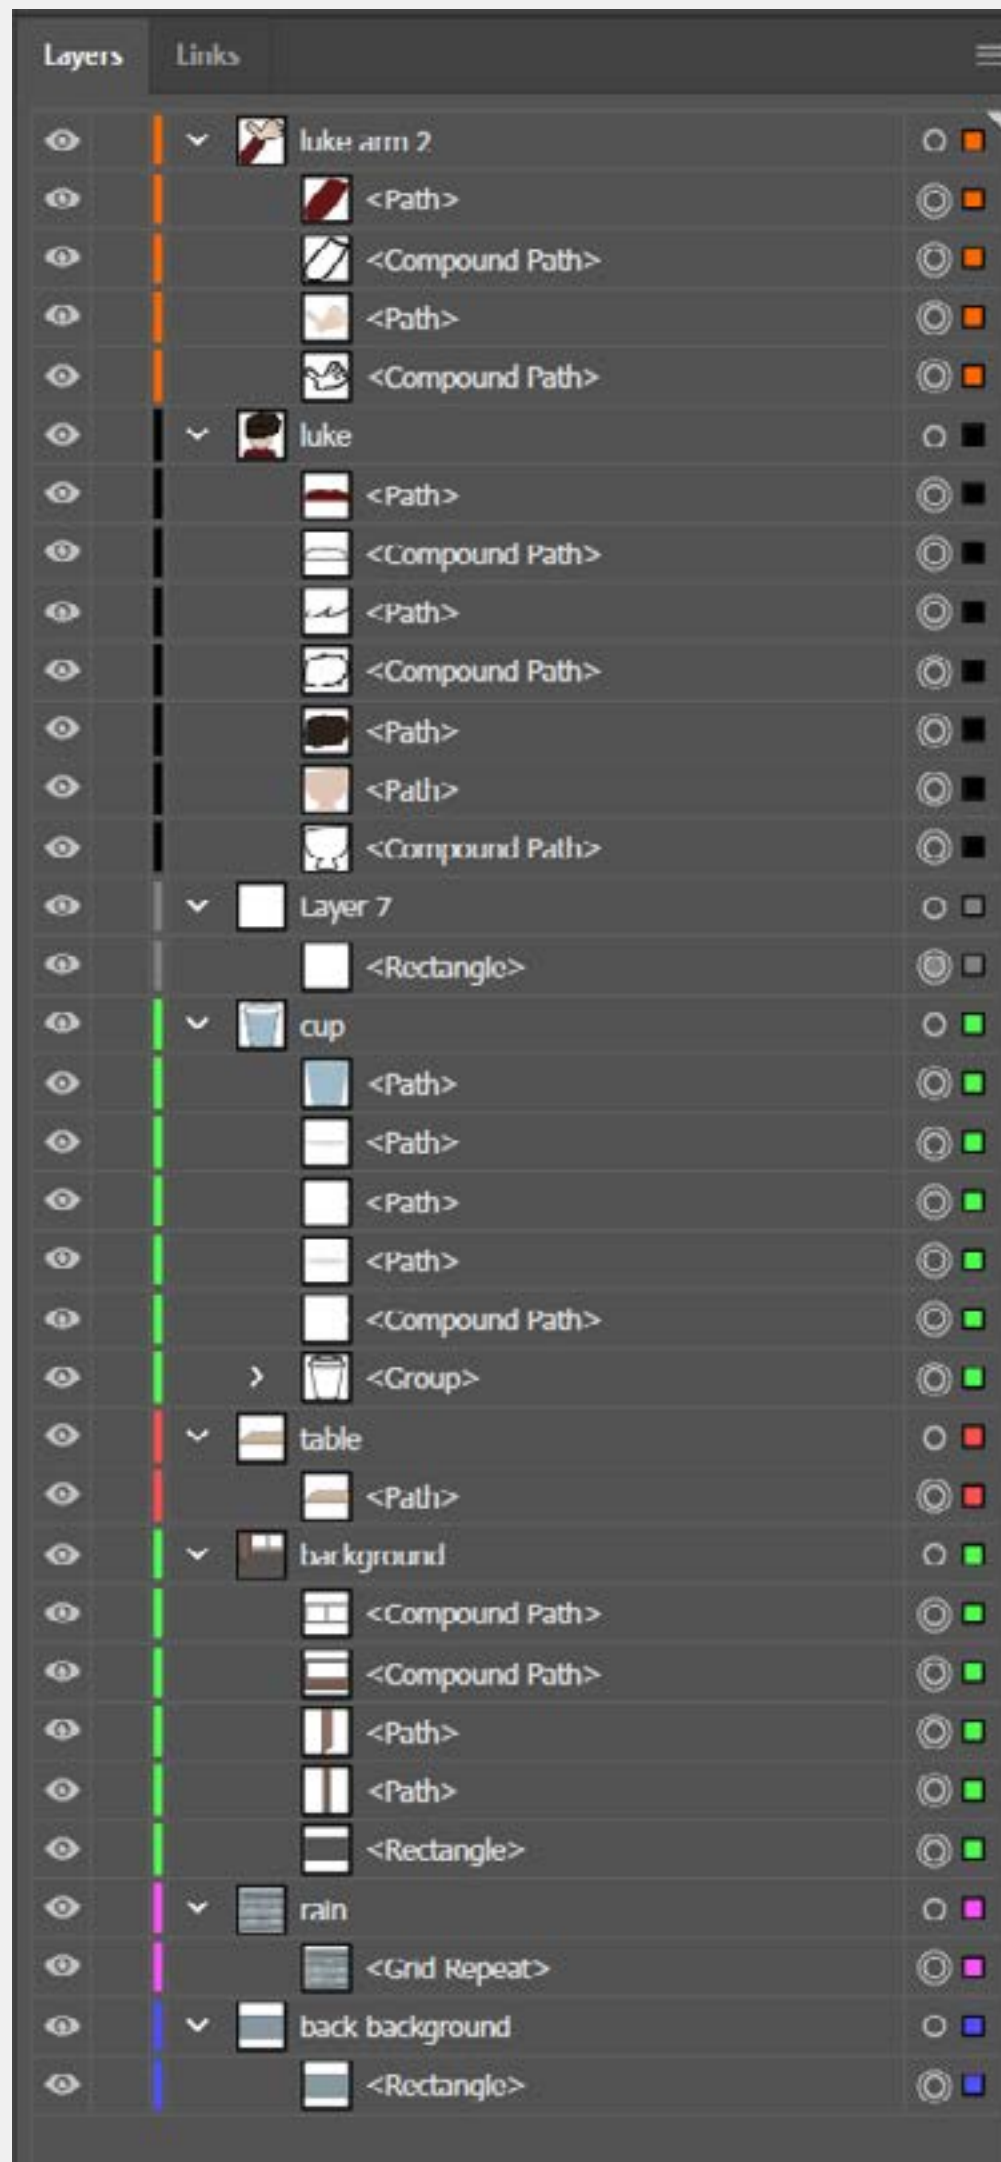 Layers Links
luke arm 2
<Path>
<Compound Path>
<Path>
<Compound Path>
luke
<Path>
<Compound Path>
<Path>
<Compound Path>
<Path>
<Path>
<Compound Path>
Layer 7
<Rectangle>
cup
<Path>
<Path>
<Path>
<Path>
<Compound Path>
<Group>
table
<Path>
background
<Compound Path>
<Compound Path>
<Path>
<Path>
<Rectangle>
rain
<Grid Repeat>
back background
<Rectangle>